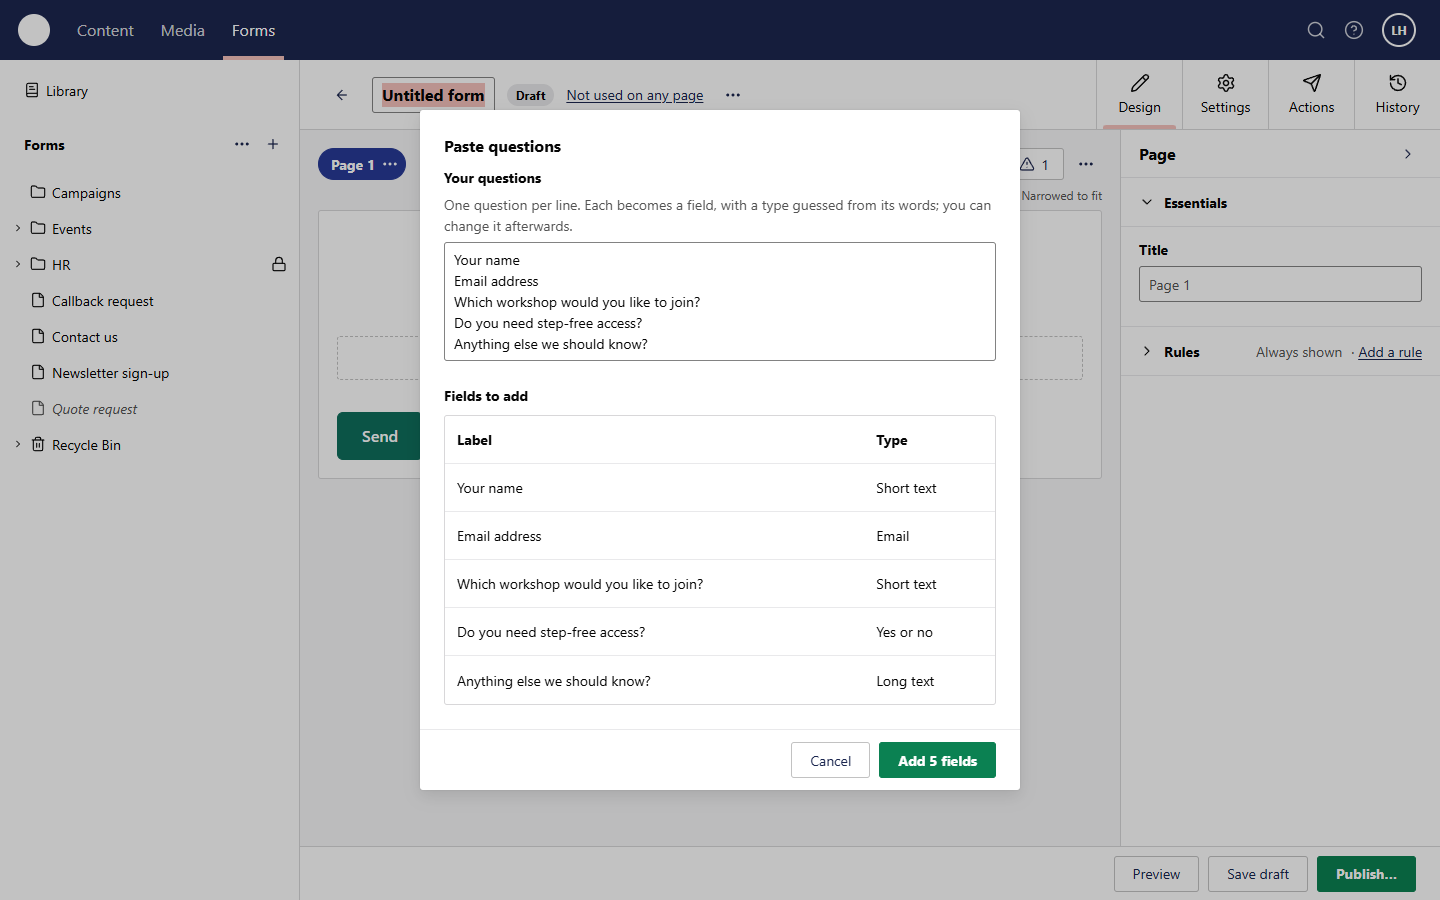 Content
Media
Forms
LH
Library
Forms
Campaigns
Events
HR
Callback request
Contact us
Newsletter sign-up
Quote request
Recycle Bin
Untitled form
Draft
Not used on any page
Design
Settings
Actions
History
Page 1
1
Narrowed to fit
Send
Paste questions
Your questions
One question per line. Each becomes a field, with a type guessed from its words; you can
change it afterwards.
Your name
Email address
Which workshop would you like to join?
Do you need step-free access?
Anything else we should know?
Fields to add
Label Type
Your name Short text
Email address Email
Which workshop would you like to join? Short text
Do you need step-free access? Yes or no
Anything else we should know? Long text
Cancel
Add 5 fields
Page
Essentials
Title
Page 1
Rules Always shown · Add a rule
Preview
Save draft
Publish...